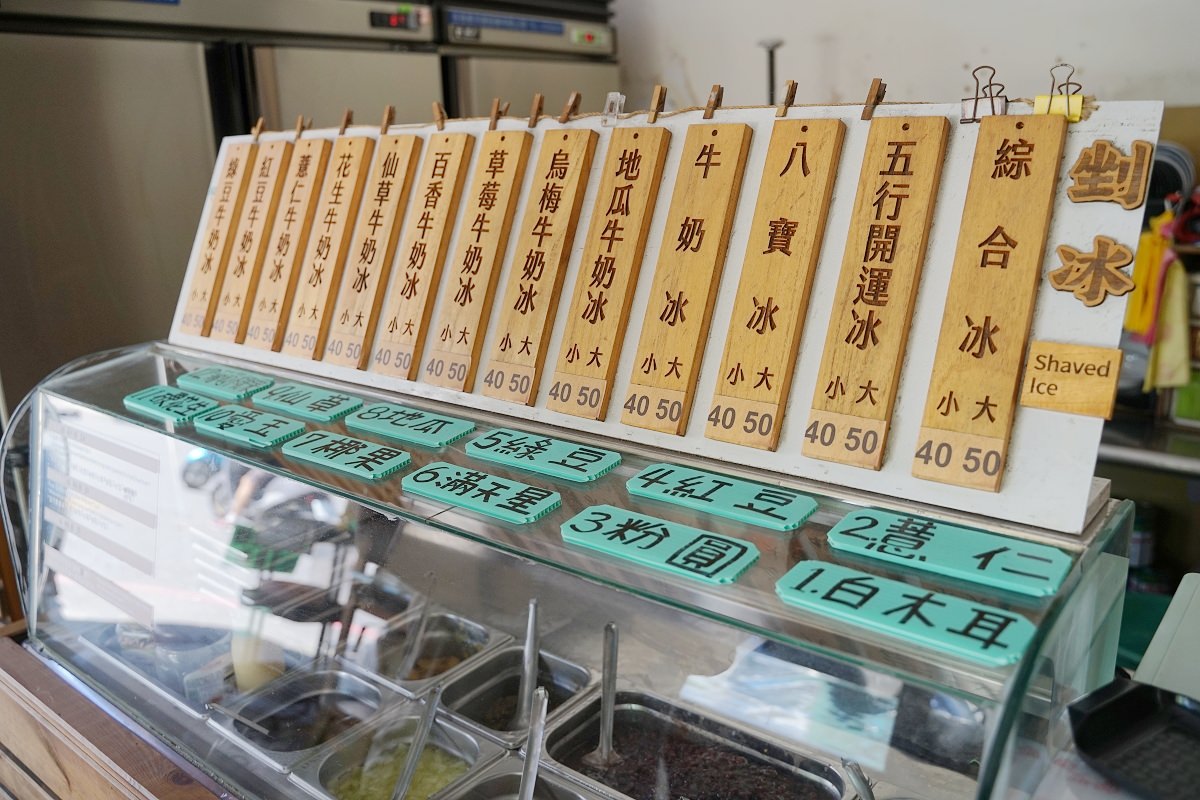 剉冰
Shaved
Ice
綜合冰
小 大
40 50
五行開運冰
小 大
40 50
八寶冰
小 大
40 50
牛奶冰
小 大
40 50
地瓜牛奶冰
小 大
40 50
烏梅牛奶冰
小 大
40 50
草莓牛奶冰
小 大
40 50
百香牛奶冰
小 大
40 50
仙草牛奶冰
小 大
40 50
花生牛奶冰
小 大
40 50
薏仁牛奶冰
小 大
40 50
紅豆牛奶冰
小 大
40 50
綠豆牛奶冰
小 大
40 50
1.白木耳
2.薏仁
3粉圓
4.紅豆
5綠豆
6.滿天星
7.椰果
8.地瓜
9仙草